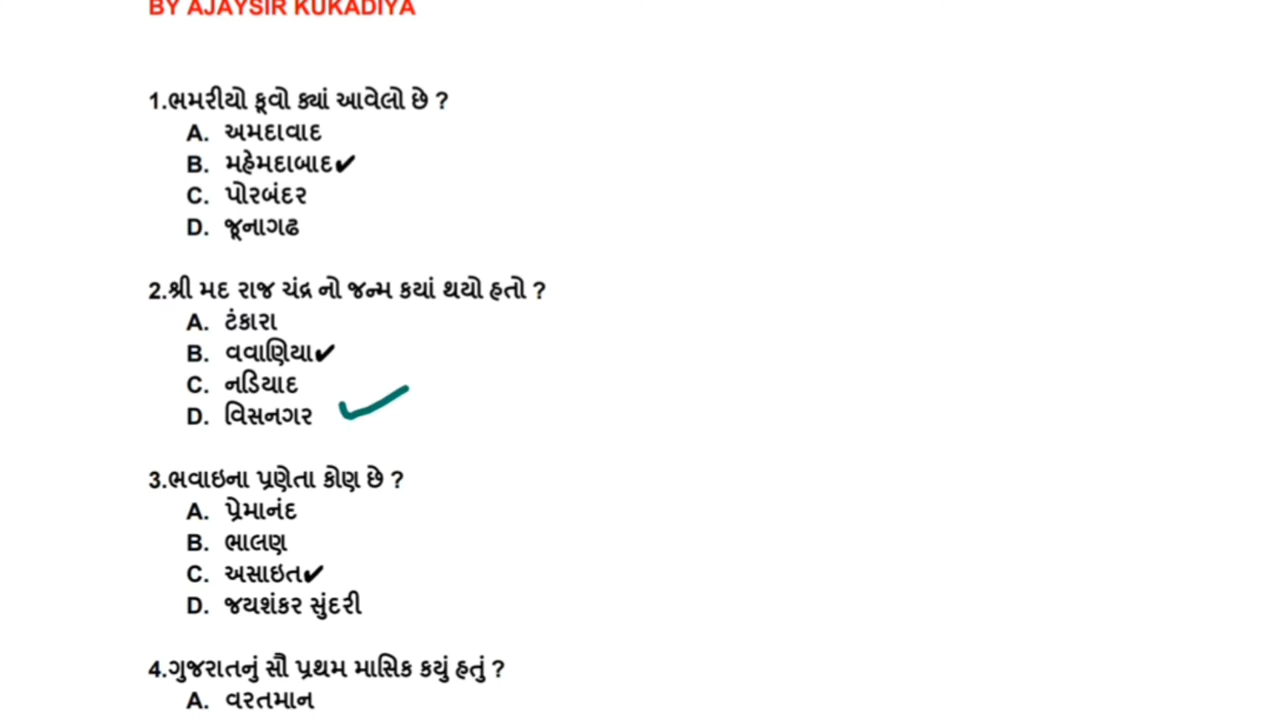 BY AJAYSIR KUKADIYA
1.ભમરીયો કૂવો ક્યાં આવેલો છે ?
A. અમદાવાદ
B. મહેમદાબાદ✔
C. પોરબંદર
D. જૂનાગઢ
2.શ્રી મદ રાજ ચંદ્ર નો જન્મ કયાં થયો હતો ?
A. ટંકારા
B. વવાણિયા✔
C. નડિયાદ
D. વિસનગર
3.ભવાઇના પ્રણેતા કોણ છે ?
A. પ્રેમાનંદ
B. ભાલણ
C. અસાઇત✔
D. જયશંકર સુંદરી
4.ગુજરાતનું સૌ પ્રથમ માસિક કયું હતું ?
A. વરતમાન